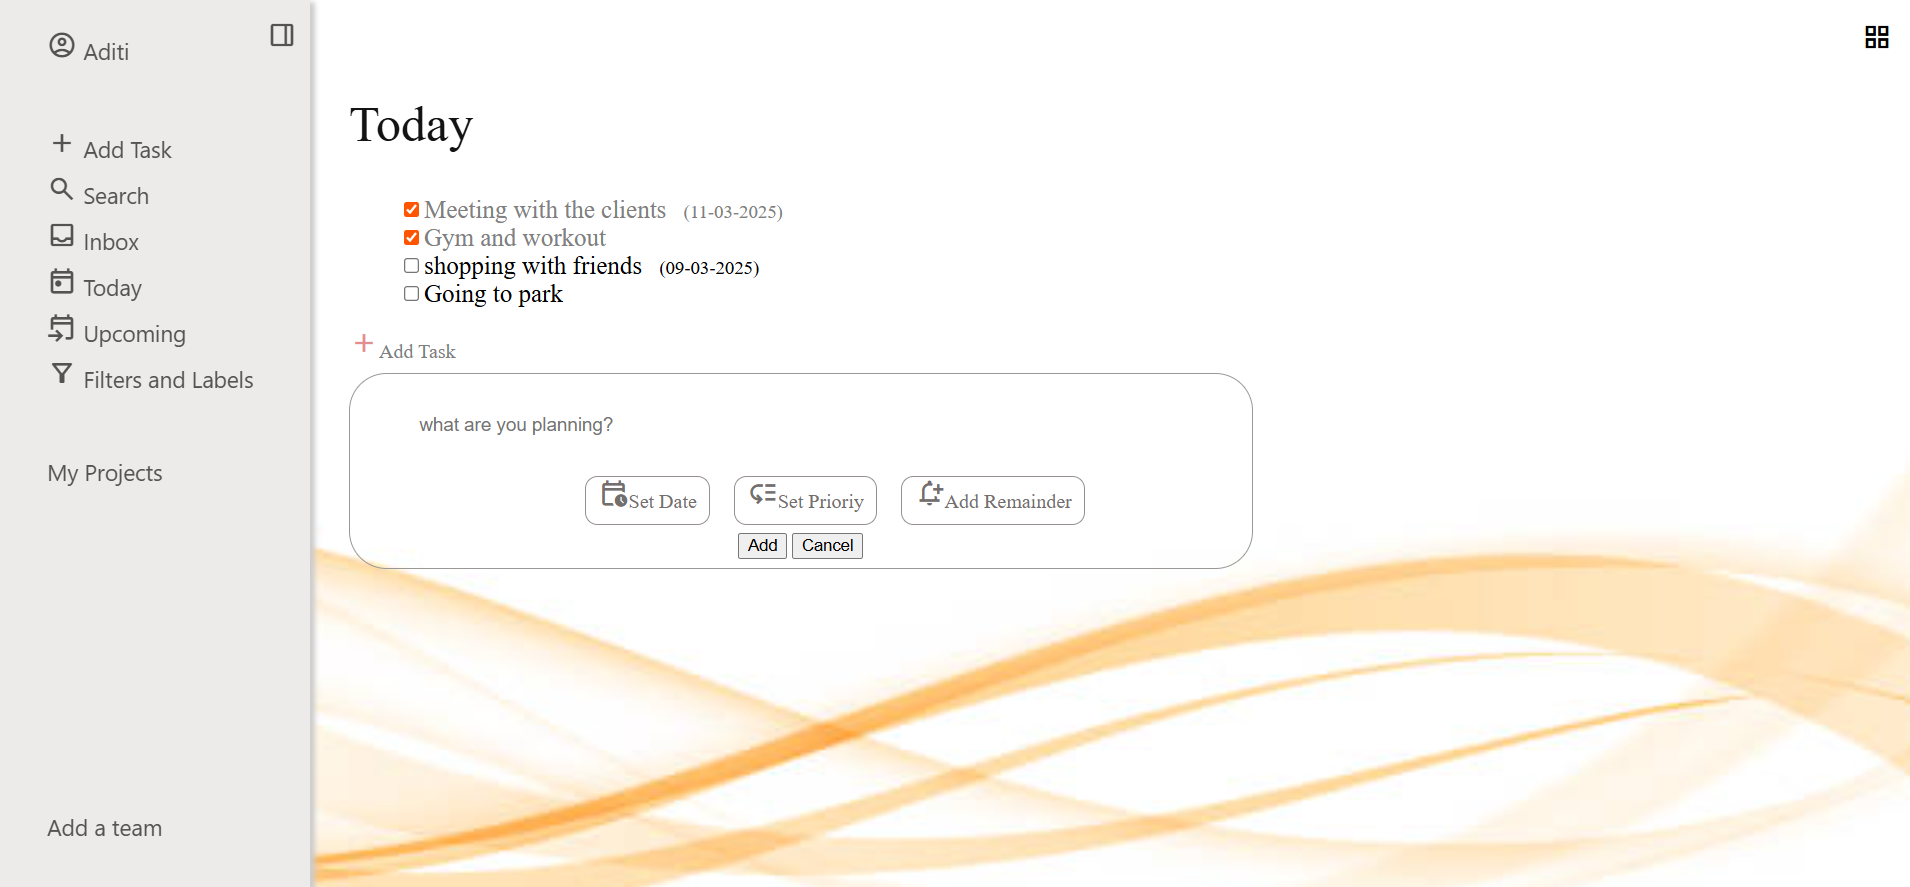 Aditi
Add Task
Search
Inbox
Today
Upcoming
Filters and Labels
My Projects
Add a team
Today
Meeting with the clients (11-03-2025)
Gym and workout
shopping with friends (09-03-2025)
Going to park
Add Task
what are you planning?
Set Date Set Prioriy Add Remainder
Add Cancel